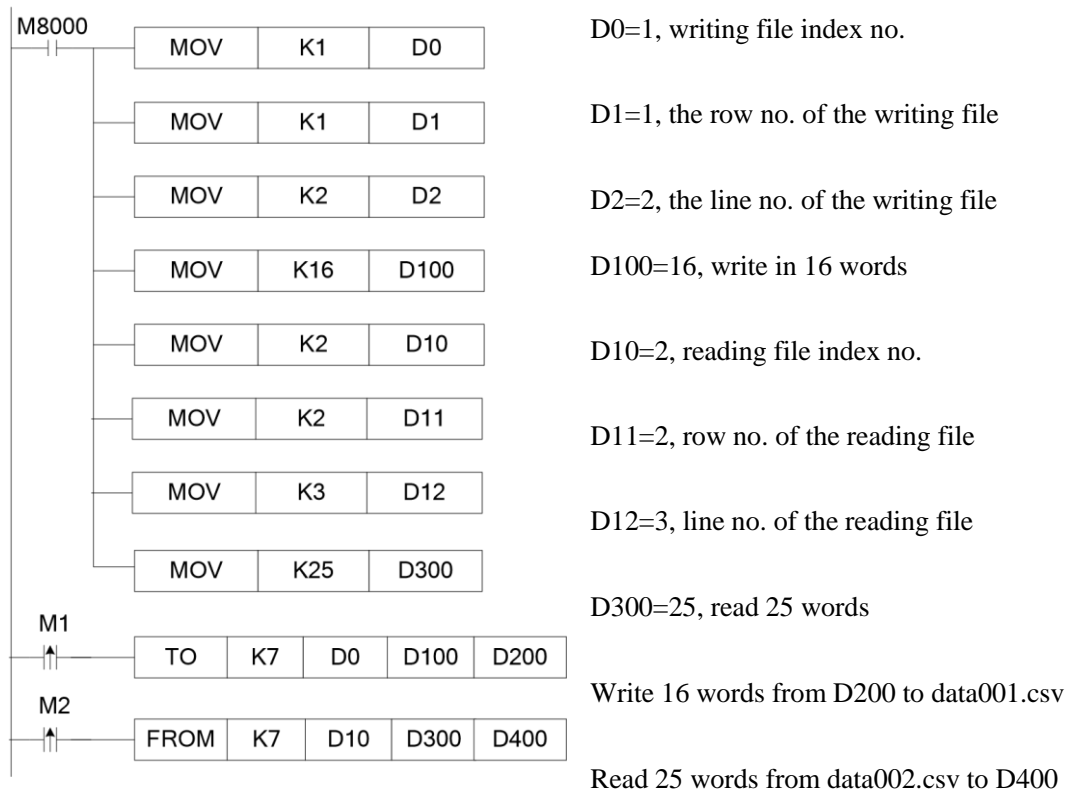 M8000
MOV K1 D0
D0=1, writing file index no.
MOV K1 D1
D1=1, the row no. of the writing file
MOV K2 D2
D2=2, the line no. of the writing file
MOV K16 D100
D100=16, write in 16 words
MOV K2 D10
D10=2, reading file index no.
MOV K2 D11
D11=2, row no. of the reading file
MOV K3 D12
D12=3, line no. of the reading file
MOV K25 D300
D300=25, read 25 words
M1
TO K7 D0 D100 D200
Write 16 words from D200 to data001.csv
M2
FROM K7 D10 D300 D400
Read 25 words from data002.csv to D400